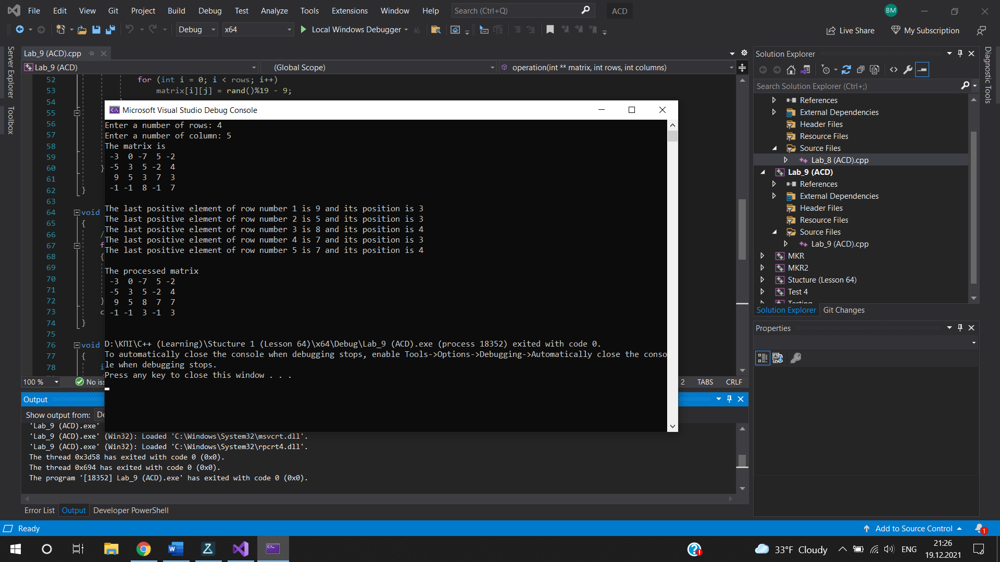 File Edit View Git Project Build Debug Test Analyze Tools Extensions Window Help Search (Ctrl+Q) ACD BM
Debug x64 Local Windows Debugger Live Share My Subscription
Server Explorer
Toolbox
Lab_9 (ACD).cpp
Lab_9 (ACD) (Global Scope) operation(int ** matrix, int rows, int columns)
52 for (int i = 0; i < rows; i++)
53 matrix[i][j] = rand()%19 - 9;
54
55
56
57
58
59
60 }
61
62 }
63
64 void
65 {
66 /
67 f
68 {
69
70
71
72 }
73 c
74 }
75
76 void
77 {
78 i
Microsoft Visual Studio Debug Console
Enter a number of rows: 4
Enter a number of column: 5
The matrix is
-3 0 -7 5 -2
-5 3 5 -2 4
9 5 3 7 3
-1 -1 8 -1 7
The last positive element of row number 1 is 9 and its position is 3
The last positive element of row number 2 is 5 and its position is 3
The last positive element of row number 3 is 8 and its position is 4
The last positive element of row number 4 is 7 and its position is 3
The last positive element of row number 5 is 7 and its position is 4
The processed matrix
-3 0 -7 5 -2
-5 3 5 -2 4
9 5 8 7 7
-1 -1 3 -1 3
D:\КПІ\C++ (Learning)\Stucture 1 (Lesson 64)\x64\Debug\Lab_9 (ACD).exe (process 18352) exited with code 0.
To automatically close the console when debugging stops, enable Tools->Options->Debugging->Automatically close the conso
le when debugging stops.
Press any key to close this window . . .
100 % No iss 2 TABS CRLF
Output
Show output from: De
'Lab_9 (ACD).exe'
'Lab_9 (ACD).exe' (Win32): Loaded 'C:\Windows\System32\msvcrt.dll'.
'Lab_9 (ACD).exe' (Win32): Loaded 'C:\Windows\System32\rpcrt4.dll'.
The thread 0x3d58 has exited with code 0 (0x0).
The thread 0x694 has exited with code 0 (0x0).
The program '[18352] Lab_9 (ACD).exe' has exited with code 0 (0x0).
Error List Output Developer PowerShell
Solution Explorer
Search Solution Explorer (Ctrl+;)
References
External Dependencies
Header Files
Resource Files
Source Files
Lab_8 (ACD).cpp
Lab_9 (ACD)
References
External Dependencies
Header Files
Resource Files
Source Files
Lab_9 (ACD).cpp
MKR
MKR2
Stucture (Lesson 64)
Test 4
Testing
Solution Explorer Git Changes
Properties
Diagnostic Tools
Ready Add to Source Control 1
33°F Cloudy ENG 21:26
19.12.2021